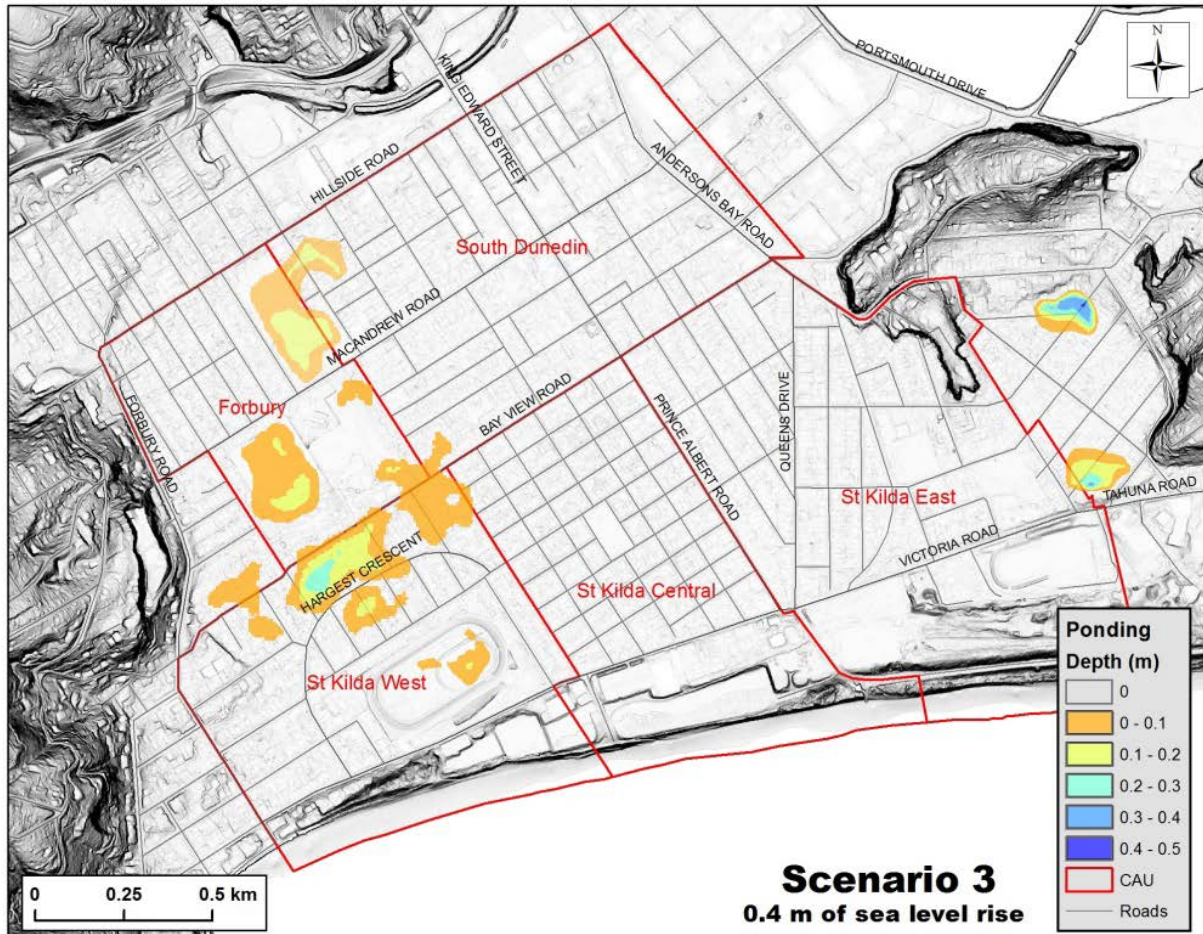 N
PORTSMOUTH DRIVE
KING EDWARD STREET
HILLSIDE ROAD
ANDERSONS BAY ROAD
South Dunedin
MACANDREW ROAD
FORBURY ROAD
Forbury
BAY VIEW ROAD
PRINCE ALBERT ROAD
QUEENS DRIVE
St Kilda East
TAHUNA ROAD
VICTORIA ROAD
HARGEST CRESCENT
St Kilda Central
St Kilda West
Ponding
Depth (m)
0
0 - 0.1
0.1 - 0.2
0.2 - 0.3
0.3 - 0.4
0.4 - 0.5
CAU
Roads
0 0.25 0.5 km
Scenario 3
0.4 m of sea level rise